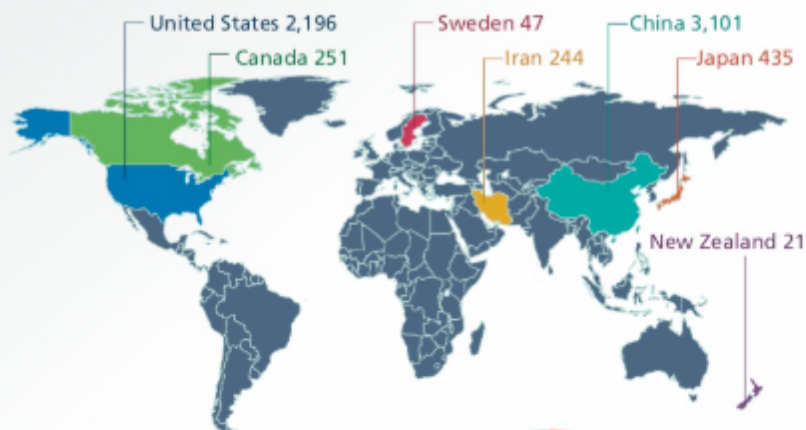 United States 2,196
Sweden 47
China 3,101
Canada 251
Iran 244
Japan 435
New Zealand 21